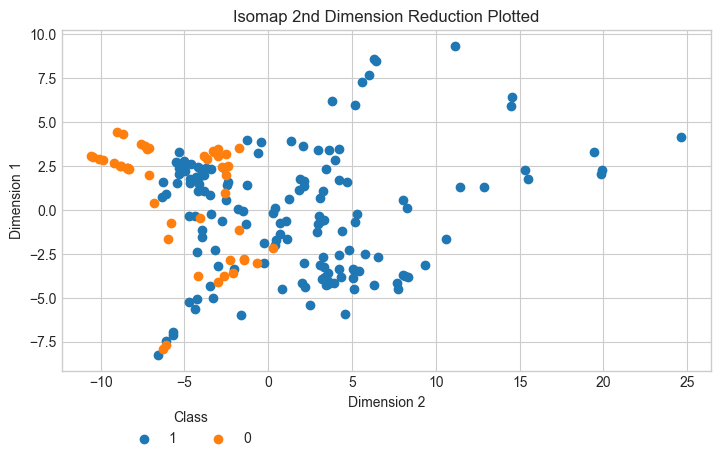 Isomap 2nd Dimension Reduction Plotted
10.0
7.5
5.0
2.5
0.0
−2.5
−5.0
−7.5
Dimension 1
−10 −5 0 5 10 15 20 25
Dimension 2
Class
1 0